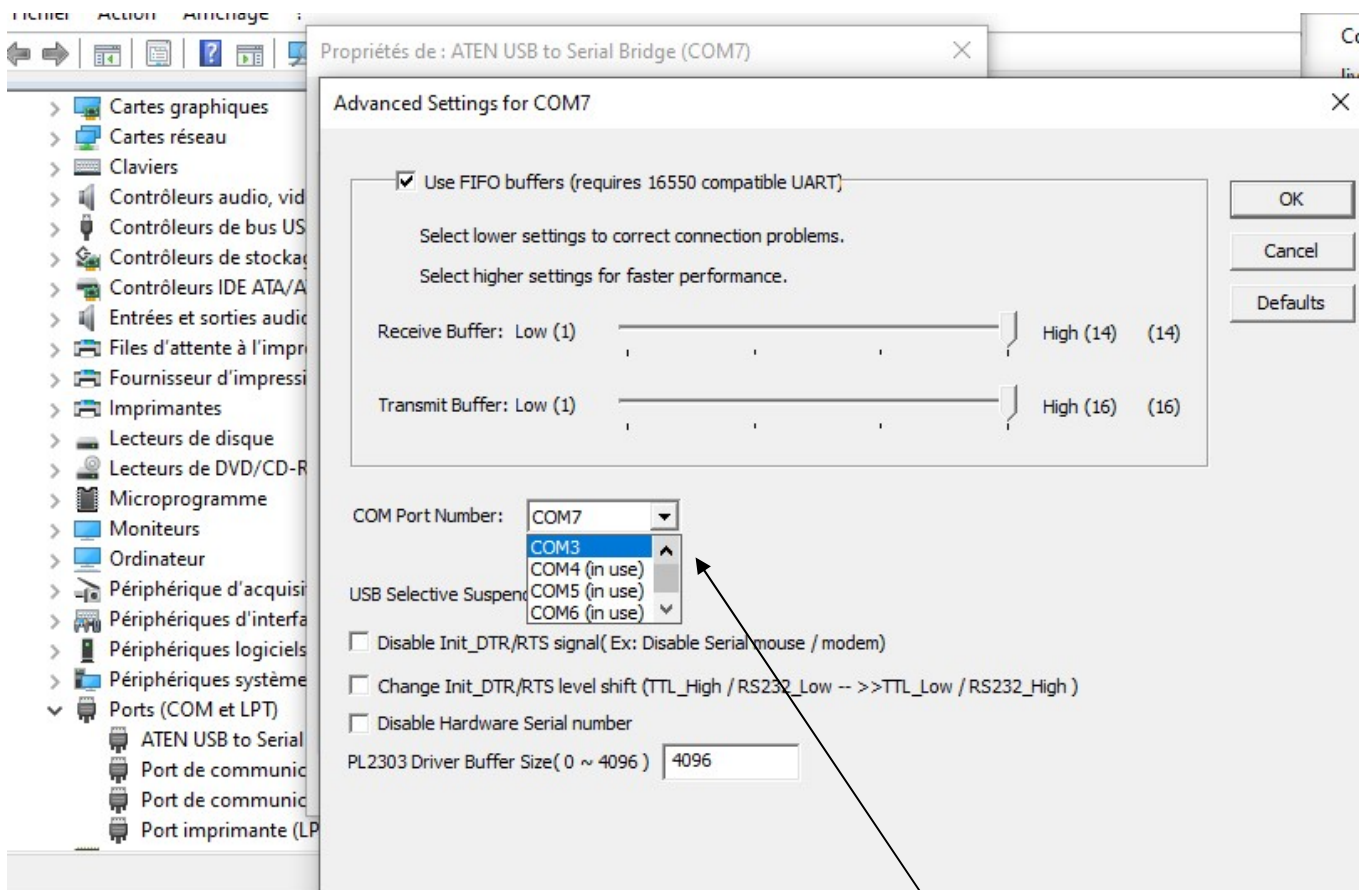 Fichier Action Affichage ?
Propriétés de : ATEN USB to Serial Bridge (COM7)
Advanced Settings for COM7
Cartes graphiques
Cartes réseau
Claviers
Contrôleurs audio, vid
Contrôleurs de bus US
Contrôleurs de stockag
Contrôleurs IDE ATA/A
Entrées et sorties audio
Files d'attente à l'impr
Fournisseur d'impressi
Imprimantes
Lecteurs de disque
Lecteurs de DVD/CD-R
Microprogramme
Moniteurs
Ordinateur
Périphérique d'acquisi
Périphériques d'interfa
Périphériques logiciels
Périphériques système
Ports (COM et LPT)
ATEN USB to Serial
Port de communic
Port de communic
Port imprimante (LP
Use FIFO buffers (requires 16550 compatible UART)
Select lower settings to correct connection problems.
Select higher settings for faster performance.
Receive Buffer: Low (1) High (14) (14)
Transmit Buffer: Low (1) High (16) (16)
OK
Cancel
Defaults
COM Port Number: COM7
COM3
COM4 (in use)
COM5 (in use)
COM6 (in use)
USB Selective Suspend
Disable Init_DTR/RTS signal( Ex: Disable Serial mouse / modem)
Change Init_DTR/RTS level shift (TTL_High / RS232_Low -- >>TTL_Low / RS232_High )
Disable Hardware Serial number
PL2303 Driver Buffer Size( 0 ~ 4096 ) 4096